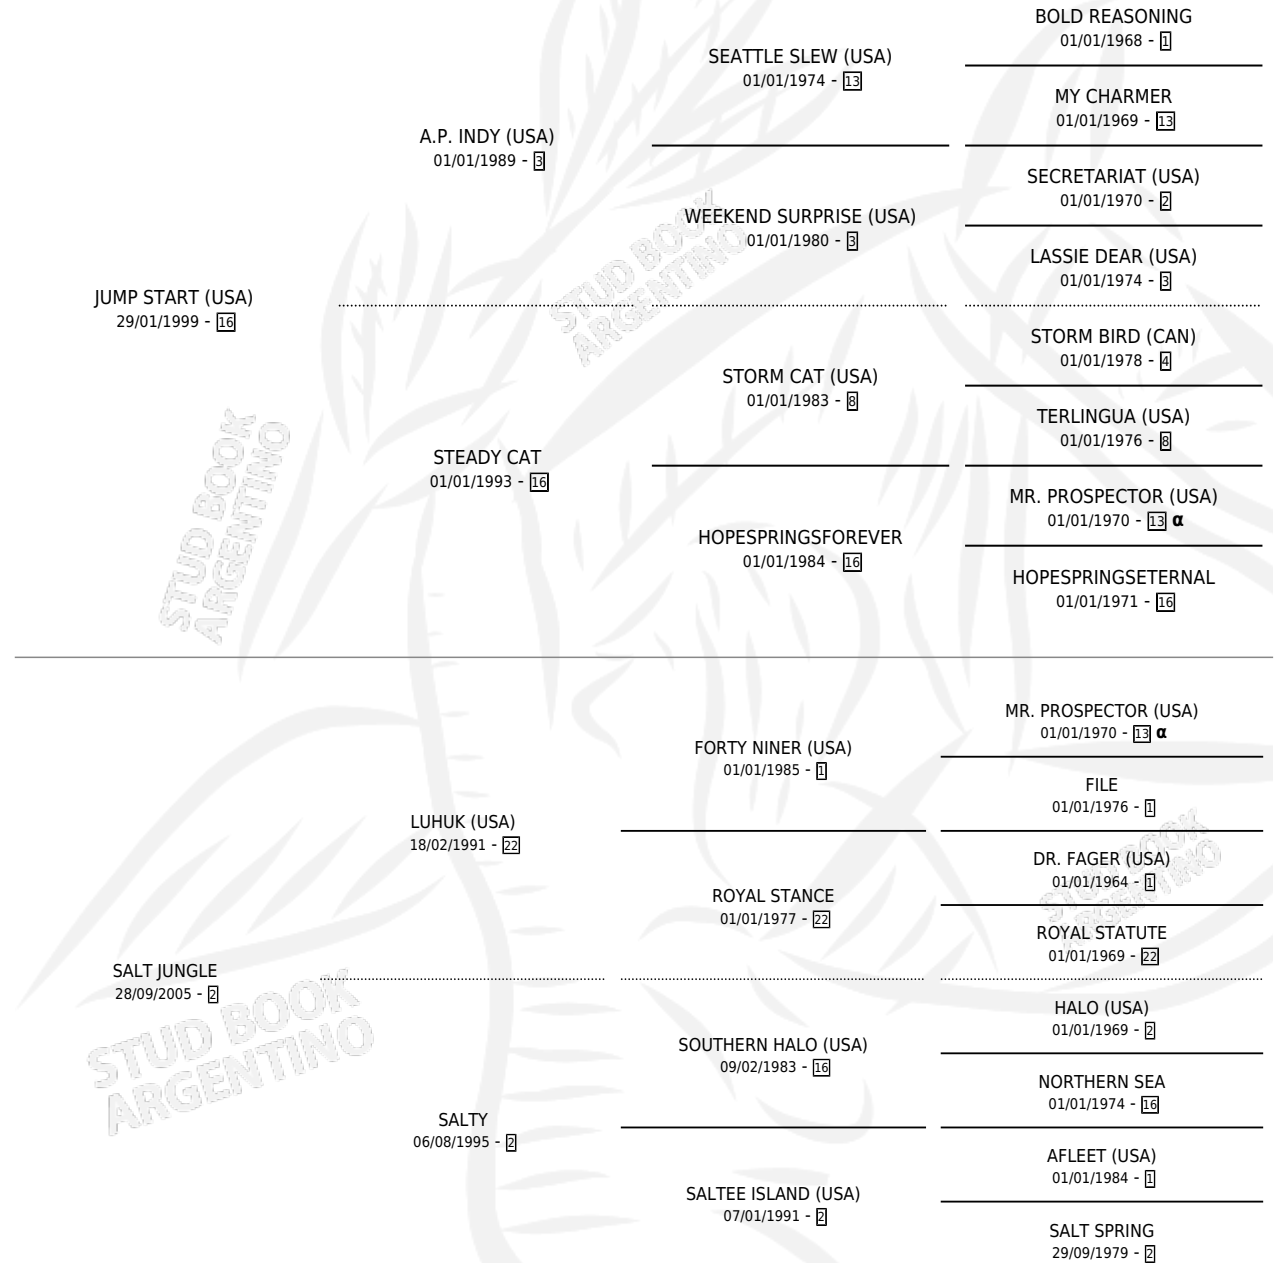 BOLD REASONING
01/01/1968 - 1
SEATTLE SLEW (USA)
01/01/1974 - 13
MY CHARMER
01/01/1969 - 13
A.P. INDY (USA)
01/01/1989 - 3
SECRETARIAT (USA)
01/01/1970 - 2
WEEKEND SURPRISE (USA)
01/01/1980 - 3
LASSIE DEAR (USA)
01/01/1974 - 3
JUMP START (USA)
29/01/1999 - 16
STORM BIRD (CAN)
01/01/1978 - 4
STORM CAT (USA)
01/01/1983 - 8
TERLINGUA (USA)
01/01/1976 - 8
STEADY CAT
01/01/1993 - 16
MR. PROSPECTOR (USA)
01/01/1970 - 13 α
HOPESPRINGSFOREVER
01/01/1984 - 16
HOPESPRINGSETERNAL
01/01/1971 - 16
MR. PROSPECTOR (USA)
01/01/1970 - 13 α
FORTY NINER (USA)
01/01/1985 - 1
FILE
01/01/1976 - 1
LUHUK (USA)
18/02/1991 - 22
DR. FAGER (USA)
01/01/1964 - 1
ROYAL STANCE
01/01/1977 - 22
ROYAL STATUTE
01/01/1969 - 22
SALT JUNGLE
28/09/2005 - 2
HALO (USA)
01/01/1969 - 2
SOUTHERN HALO (USA)
09/02/1983 - 16
NORTHERN SEA
01/01/1974 - 16
SALTY
06/08/1995 - 2
AFLEET (USA)
01/01/1984 - 1
SALTEE ISLAND (USA)
07/01/1991 - 2
SALT SPRING
29/09/1979 - 2
STUD BOOK
ARGENTINO
STUD BOOK
ARGENTINO
STUD BOOK
ARGENTINO
STUD BOOK
ARGENTINO